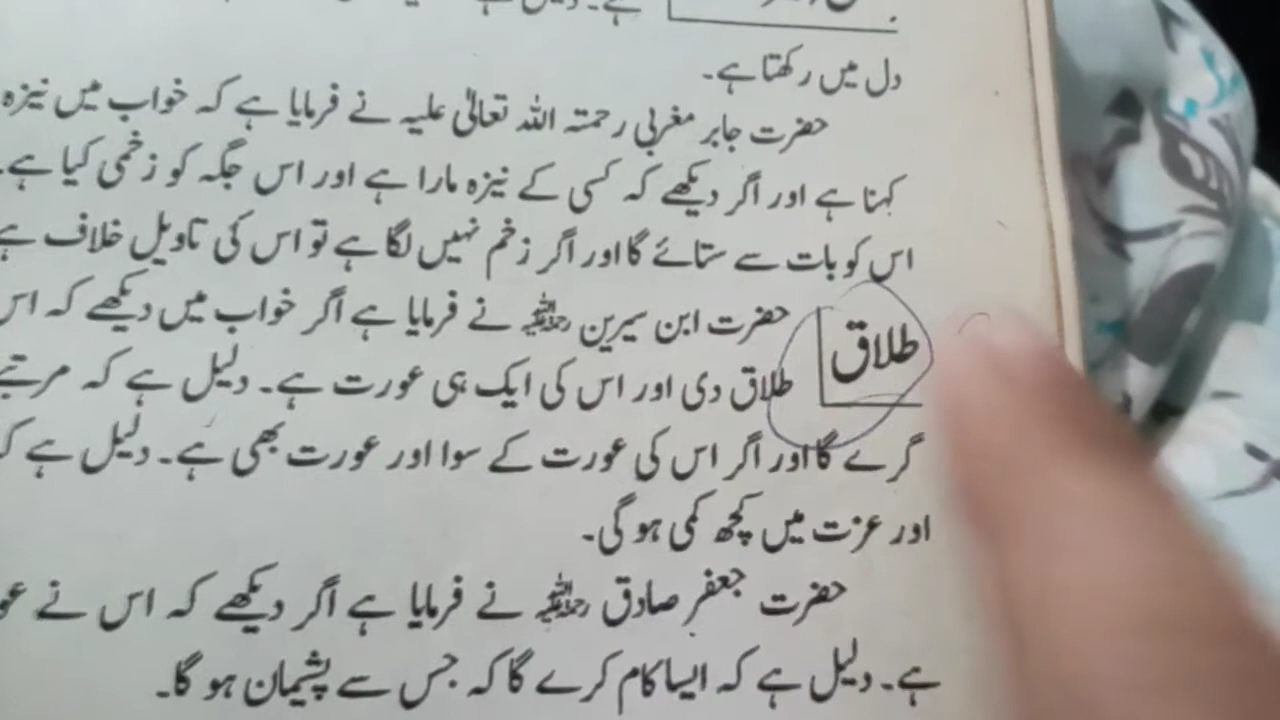 دل میں رکھتا ہے۔
حضرت جابر مغربی رحمتہ اللہ تعالیٰ علیہ نے فرمایا ہے کہ خواب میں نیزہ
کہنا ہے اور اگر دیکھے کہ کسی کے نیزہ مارا ہے اور اس جگہ کو زخمی کیا ہے۔
اس کو بات سے ستائے گا اور اگر زخم نہیں لگا ہے تو اس کی تاویل خلاف ہے
طلاق
حضرت ابن سیرین رحمۃ اللہ علیہ نے فرمایا ہے اگر خواب میں دیکھے کہ اس
طلاق دی اور اس کی ایک ہی عورت ہے۔ دلیل ہے کہ مرتبے
گرے گا اور اگر اس کی عورت کے سوا اور عورت بھی ہے۔ دلیل ہے کہ
اور عزت میں کچھ کمی ہو گی۔
حضرت جعفر صادق رحمۃ اللہ علیہ نے فرمایا ہے اگر دیکھے کہ اس نے
ہے۔ دلیل ہے کہ ایسا کام کرے گا کہ جس سے پشیمان ہو گا۔